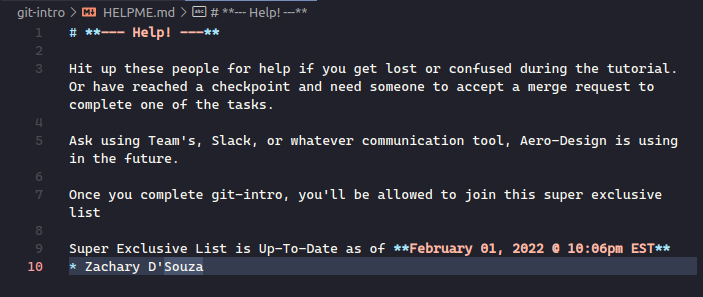 git-intro > HELPME.md > # **--- Help! ---**
1 # **--- Help! ---**
2
3 Hit up these people for help if you get lost or confused during the tutorial.
Or have reached a checkpoint and need someone to accept a merge request to
complete one of the tasks.
4
5 Ask using Team's, Slack, or whatever communication tool, Aero-Design is using
in the future.
6
7 Once you complete git-intro, you'll be allowed to join this super exclusive
list
8
9 Super Exclusive List is Up-To-Date as of **February 01, 2022 @ 10:06pm EST**
10 * Zachary D'Souza